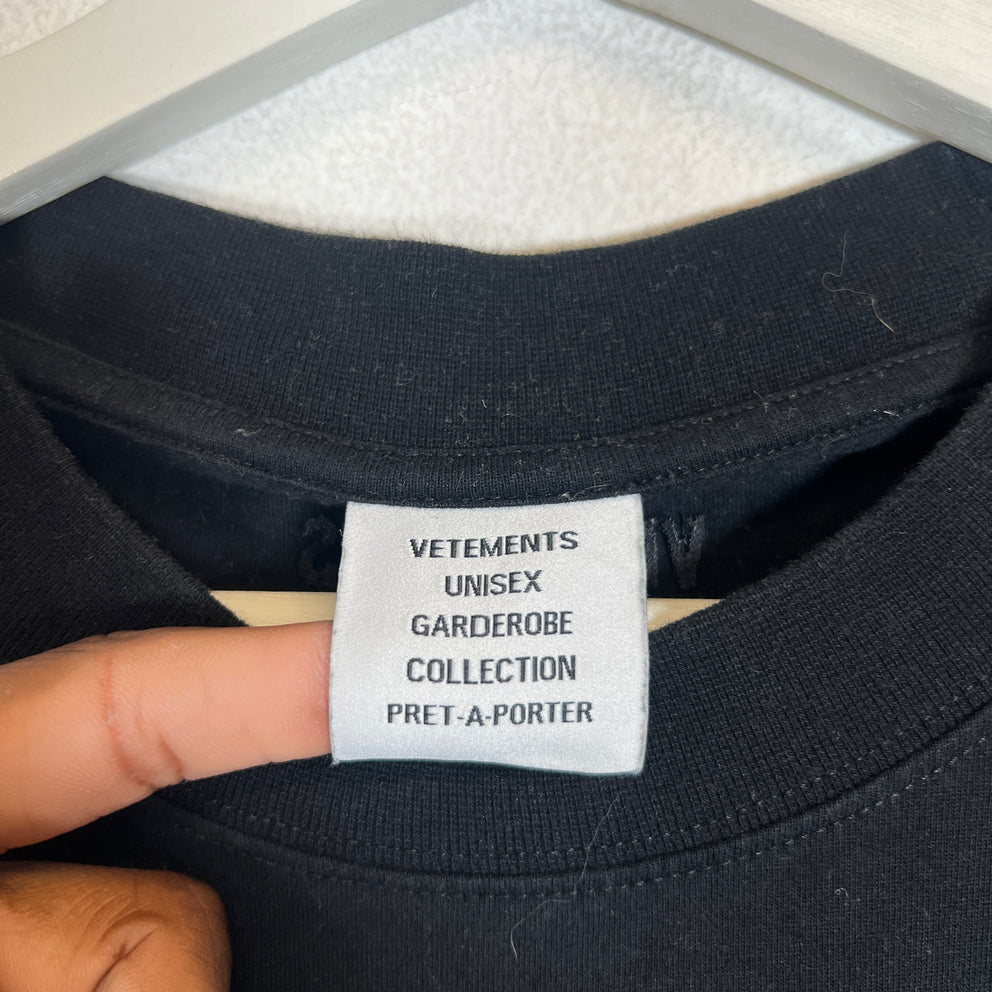 VETEMENTS
UNISEX
GARDEROBE
COLLECTION
PRET-A-PORTER